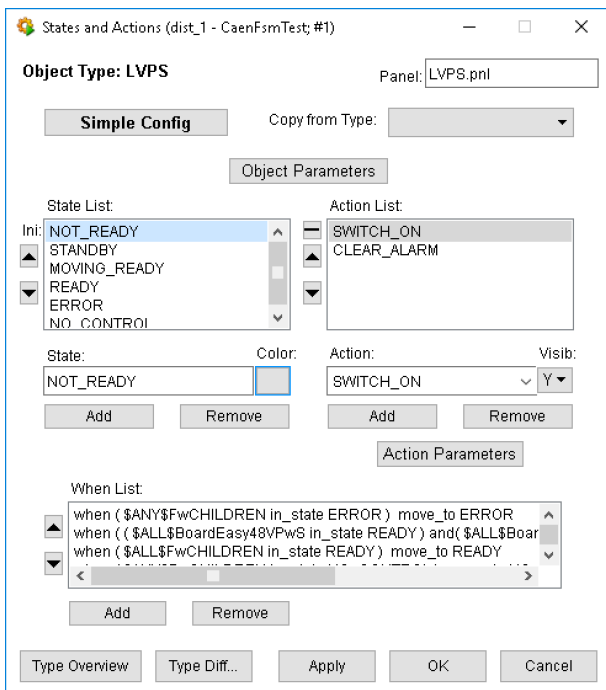 States and Actions (dist_1 - CaenFsmTest; #1)
Object Type: LVPS
Panel: LVPS.pnl
Simple Config
Copy from Type:
Object Parameters
State List:
Action List:
Ini:
NOT_READY
STANDBY
MOVING_READY
READY
ERROR
NO_CONTROL
SWITCH_ON
CLEAR_ALARM
State:
Color:
Action:
Visib:
NOT_READY
SWITCH_ON
Y
Add
Remove
Add
Remove
Action Parameters
When List:
when ( $ANY$FwCHILDREN in_state ERROR )  move_to ERROR
when ( ( $ALL$BoardEasy48VPwS in_state READY ) and( $ALL$Boar
when ( $ALL$FwCHILDREN in_state READY )  move_to READY
Add
Remove
Type Overview
Type Diff...
Apply
OK
Cancel